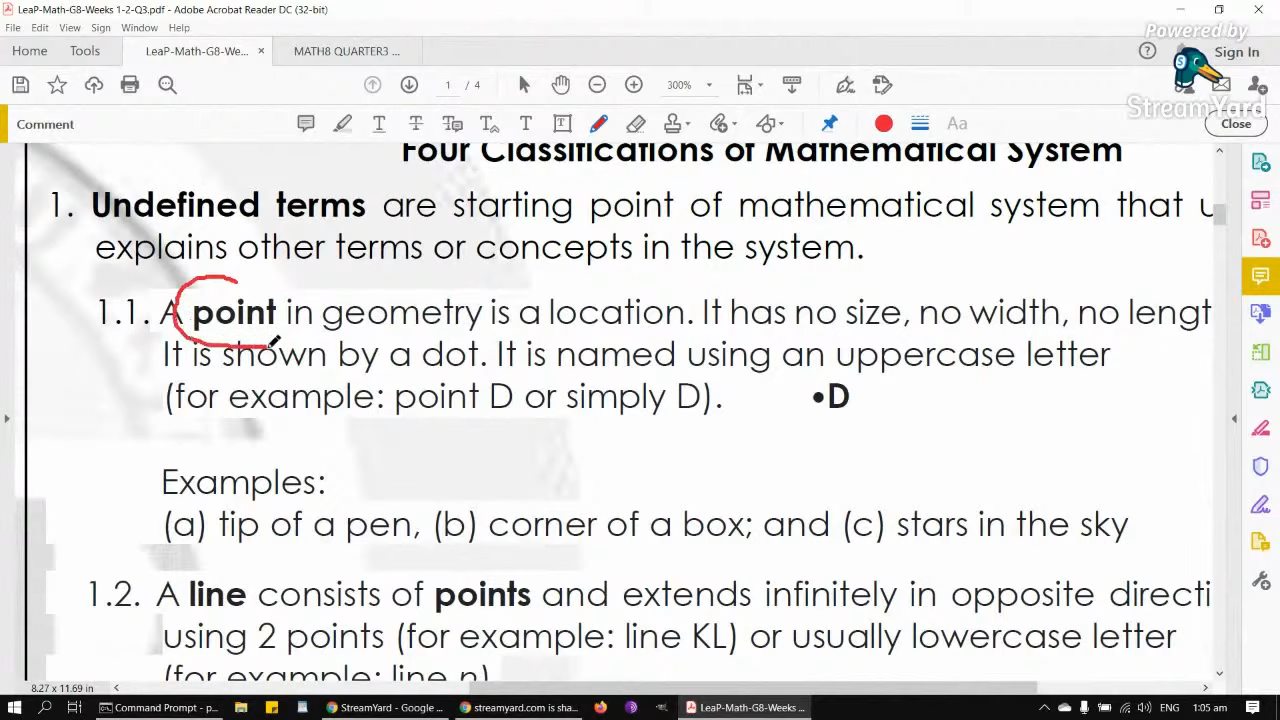 LeaP-Math-G8-Weeks 1-2-Q3.pdf - Adobe Acrobat Reader DC (32-bit)
File Edit View Sign Window Help
Powered by
StreamYard
Home Tools LeaP-Math-G8-We... × MATH8 QUARTER3 ... Sign In
1 / 4 300%
Comment Aa Close
Four Classifications of Mathematical System
1. Undefined terms are starting point of mathematical system that
explains other terms or concepts in the system.
1.1. A point in geometry is a location. It has no size, no width, no lengt
It is shown by a dot. It is named using an uppercase letter
(for example: point D or simply D). •D
Examples:
(a) tip of a pen, (b) corner of a box; and (c) stars in the sky
1.2. A line consists of points and extends infinitely in opposite directi
using 2 points (for example: line KL) or usually lowercase letter
(for example: line n)
8.27 x 11.69 in
Command Prompt - p... StreamYard - Google ... streamyard.com is sha... LeaP-Math-G8-Weeks ... 1:05 am